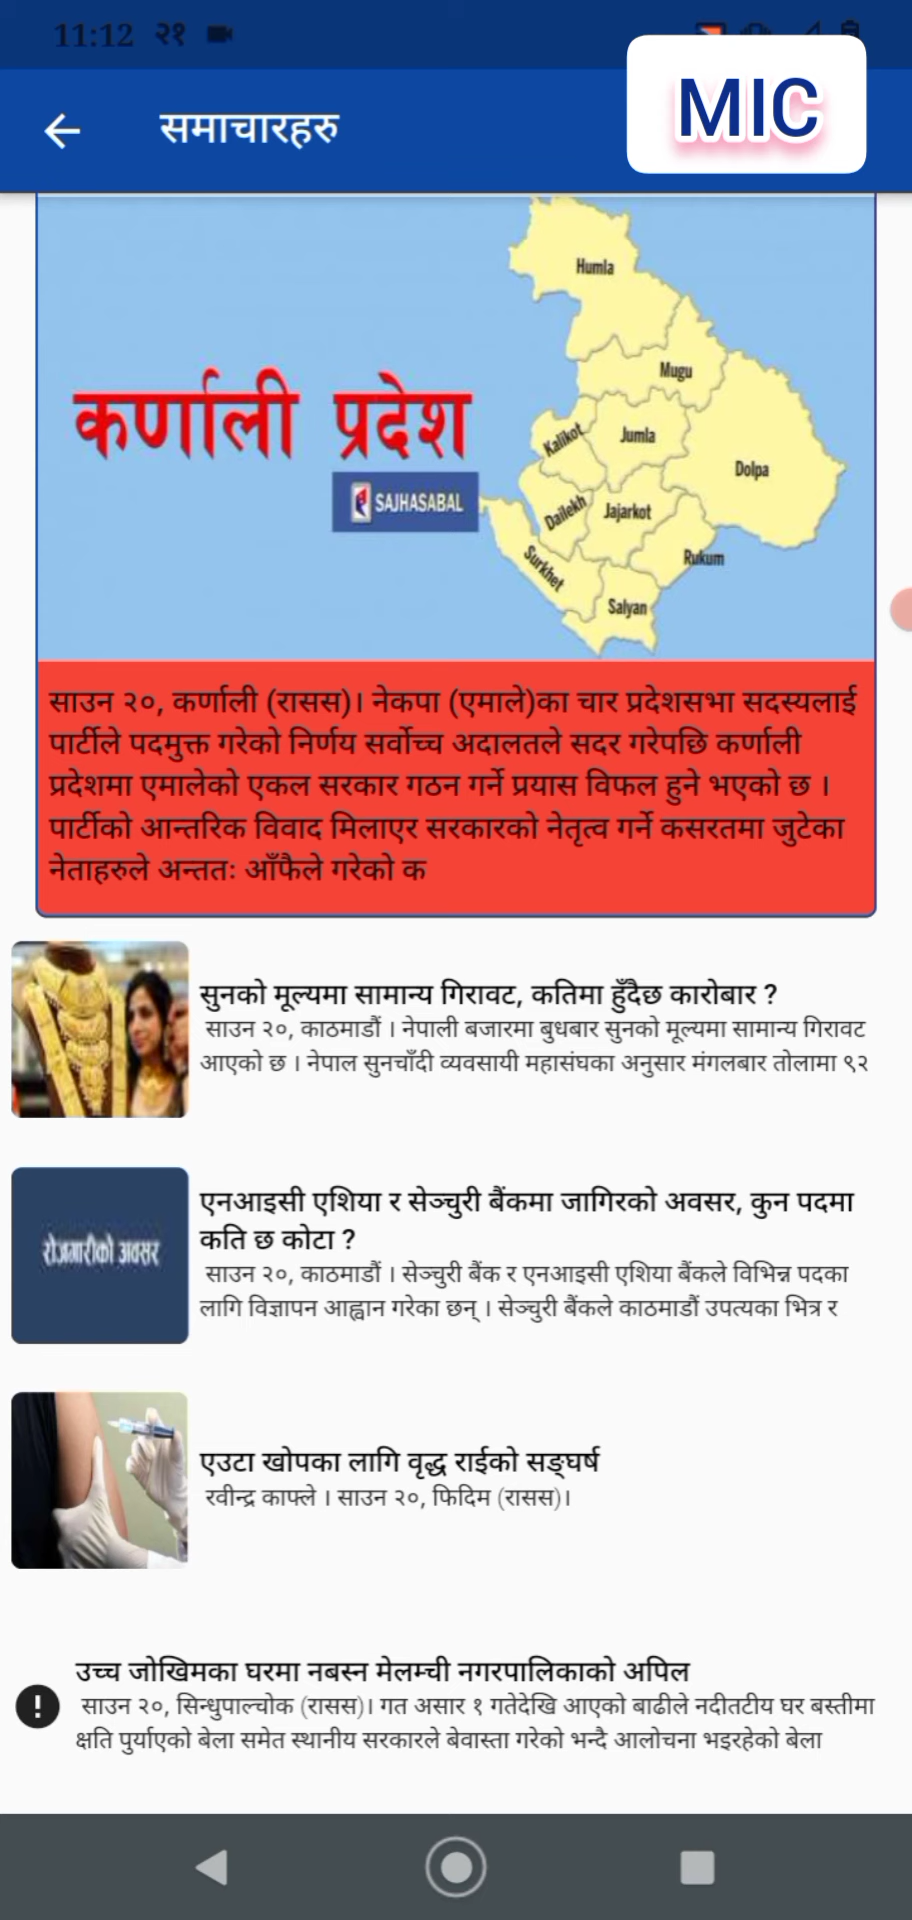 11:12 २१
समाचारहरु
MIC
Humla
Mugu
Kalikot
Jumla
Dolpa
कर्णाली प्रदेश
SAJHASABAL
Dailekh
Jajarkot
Surkhet
Rukum
Salyan
साउन २०, कर्णाली (रासस)। नेकपा (एमाले)का चार प्रदेशसभा सदस्यलाई
पार्टीले पदमुक्त गरेको निर्णय सर्वोच्च अदालतले सदर गरेपछि कर्णाली
प्रदेशमा एमालेको एकल सरकार गठन गर्ने प्रयास विफल हुने भएको छ ।
पार्टीको आन्तरिक विवाद मिलाएर सरकारको नेतृत्व गर्ने कसरतमा जुटेका
नेताहरुले अन्ततः आँफैले गरेको क
सुनको मूल्यमा सामान्य गिरावट, कतिमा हुँदैछ कारोबार ?
साउन २०, काठमाडौं । नेपाली बजारमा बुधबार सुनको मूल्यमा सामान्य गिरावट
आएको छ । नेपाल सुनचाँदी व्यवसायी महासंघका अनुसार मंगलबार तोलामा ९२
रोजगारीको अवसर
एनआइसी एशिया र सेञ्चुरी बैंकमा जागिरको अवसर, कुन पदमा
कति छ कोटा ?
साउन २०, काठमाडौं । सेञ्चुरी बैंक र एनआइसी एशिया बैंकले विभिन्न पदका
लागि विज्ञापन आह्वान गरेका छन् । सेञ्चुरी बैंकले काठमाडौं उपत्यका भित्र र
एउटा खोपका लागि वृद्ध राईको सङ्घर्ष
रवीन्द्र काफ्ले । साउन २०, फिदिम (रासस)।
उच्च जोखिमका घरमा नबस्न मेलम्ची नगरपालिकाको अपिल
साउन २०, सिन्धुपाल्चोक (रासस)। गत असार १ गतेदेखि आएको बाढीले नदीतटीय घर बस्तीमा
क्षति पुर्याएको बेला समेत स्थानीय सरकारले बेवास्ता गरेको भन्दै आलोचना भइरहेको बेला